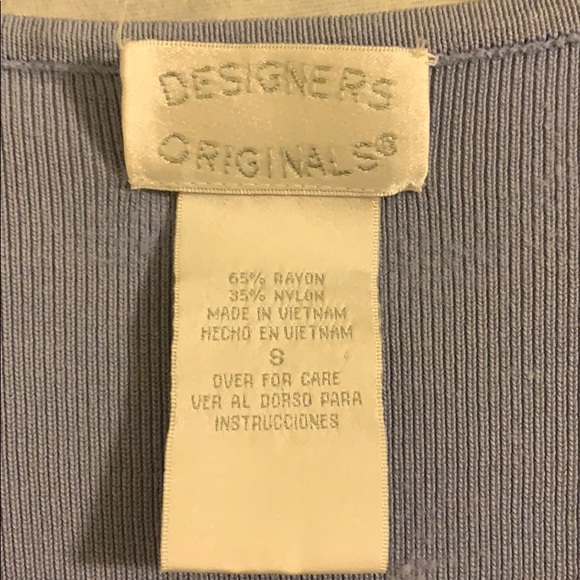 DESIGNERS
ORIGINALS®
65% RAYON
35% NYLON
MADE IN VIETNAM
HECHO EN VIETNAM
S
OVER FOR CARE
VER AL DORSO PARA
INSTRUCCIONES